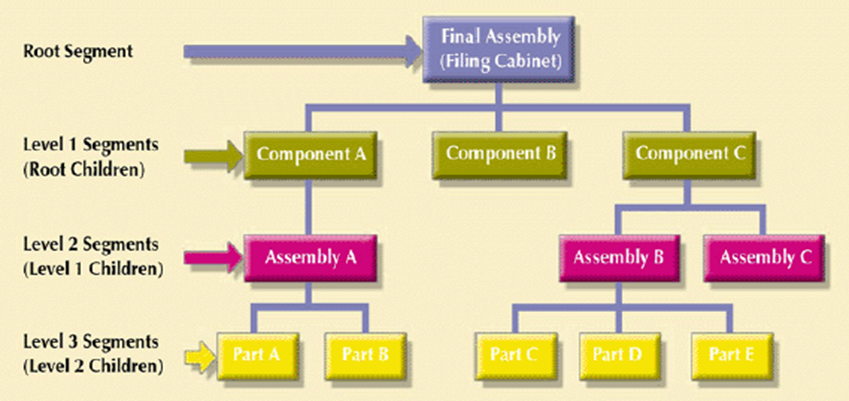 Root Segment
Final Assembly
(Filing Cabinet)
Level 1 Segments
(Root Children)
Component A
Component B
Component C
Level 2 Segments
(Level 1 Children)
Assembly A
Assembly B
Assembly C
Level 3 Segments
(Level 2 Children)
Part A
Part B
Part C
Part D
Part E